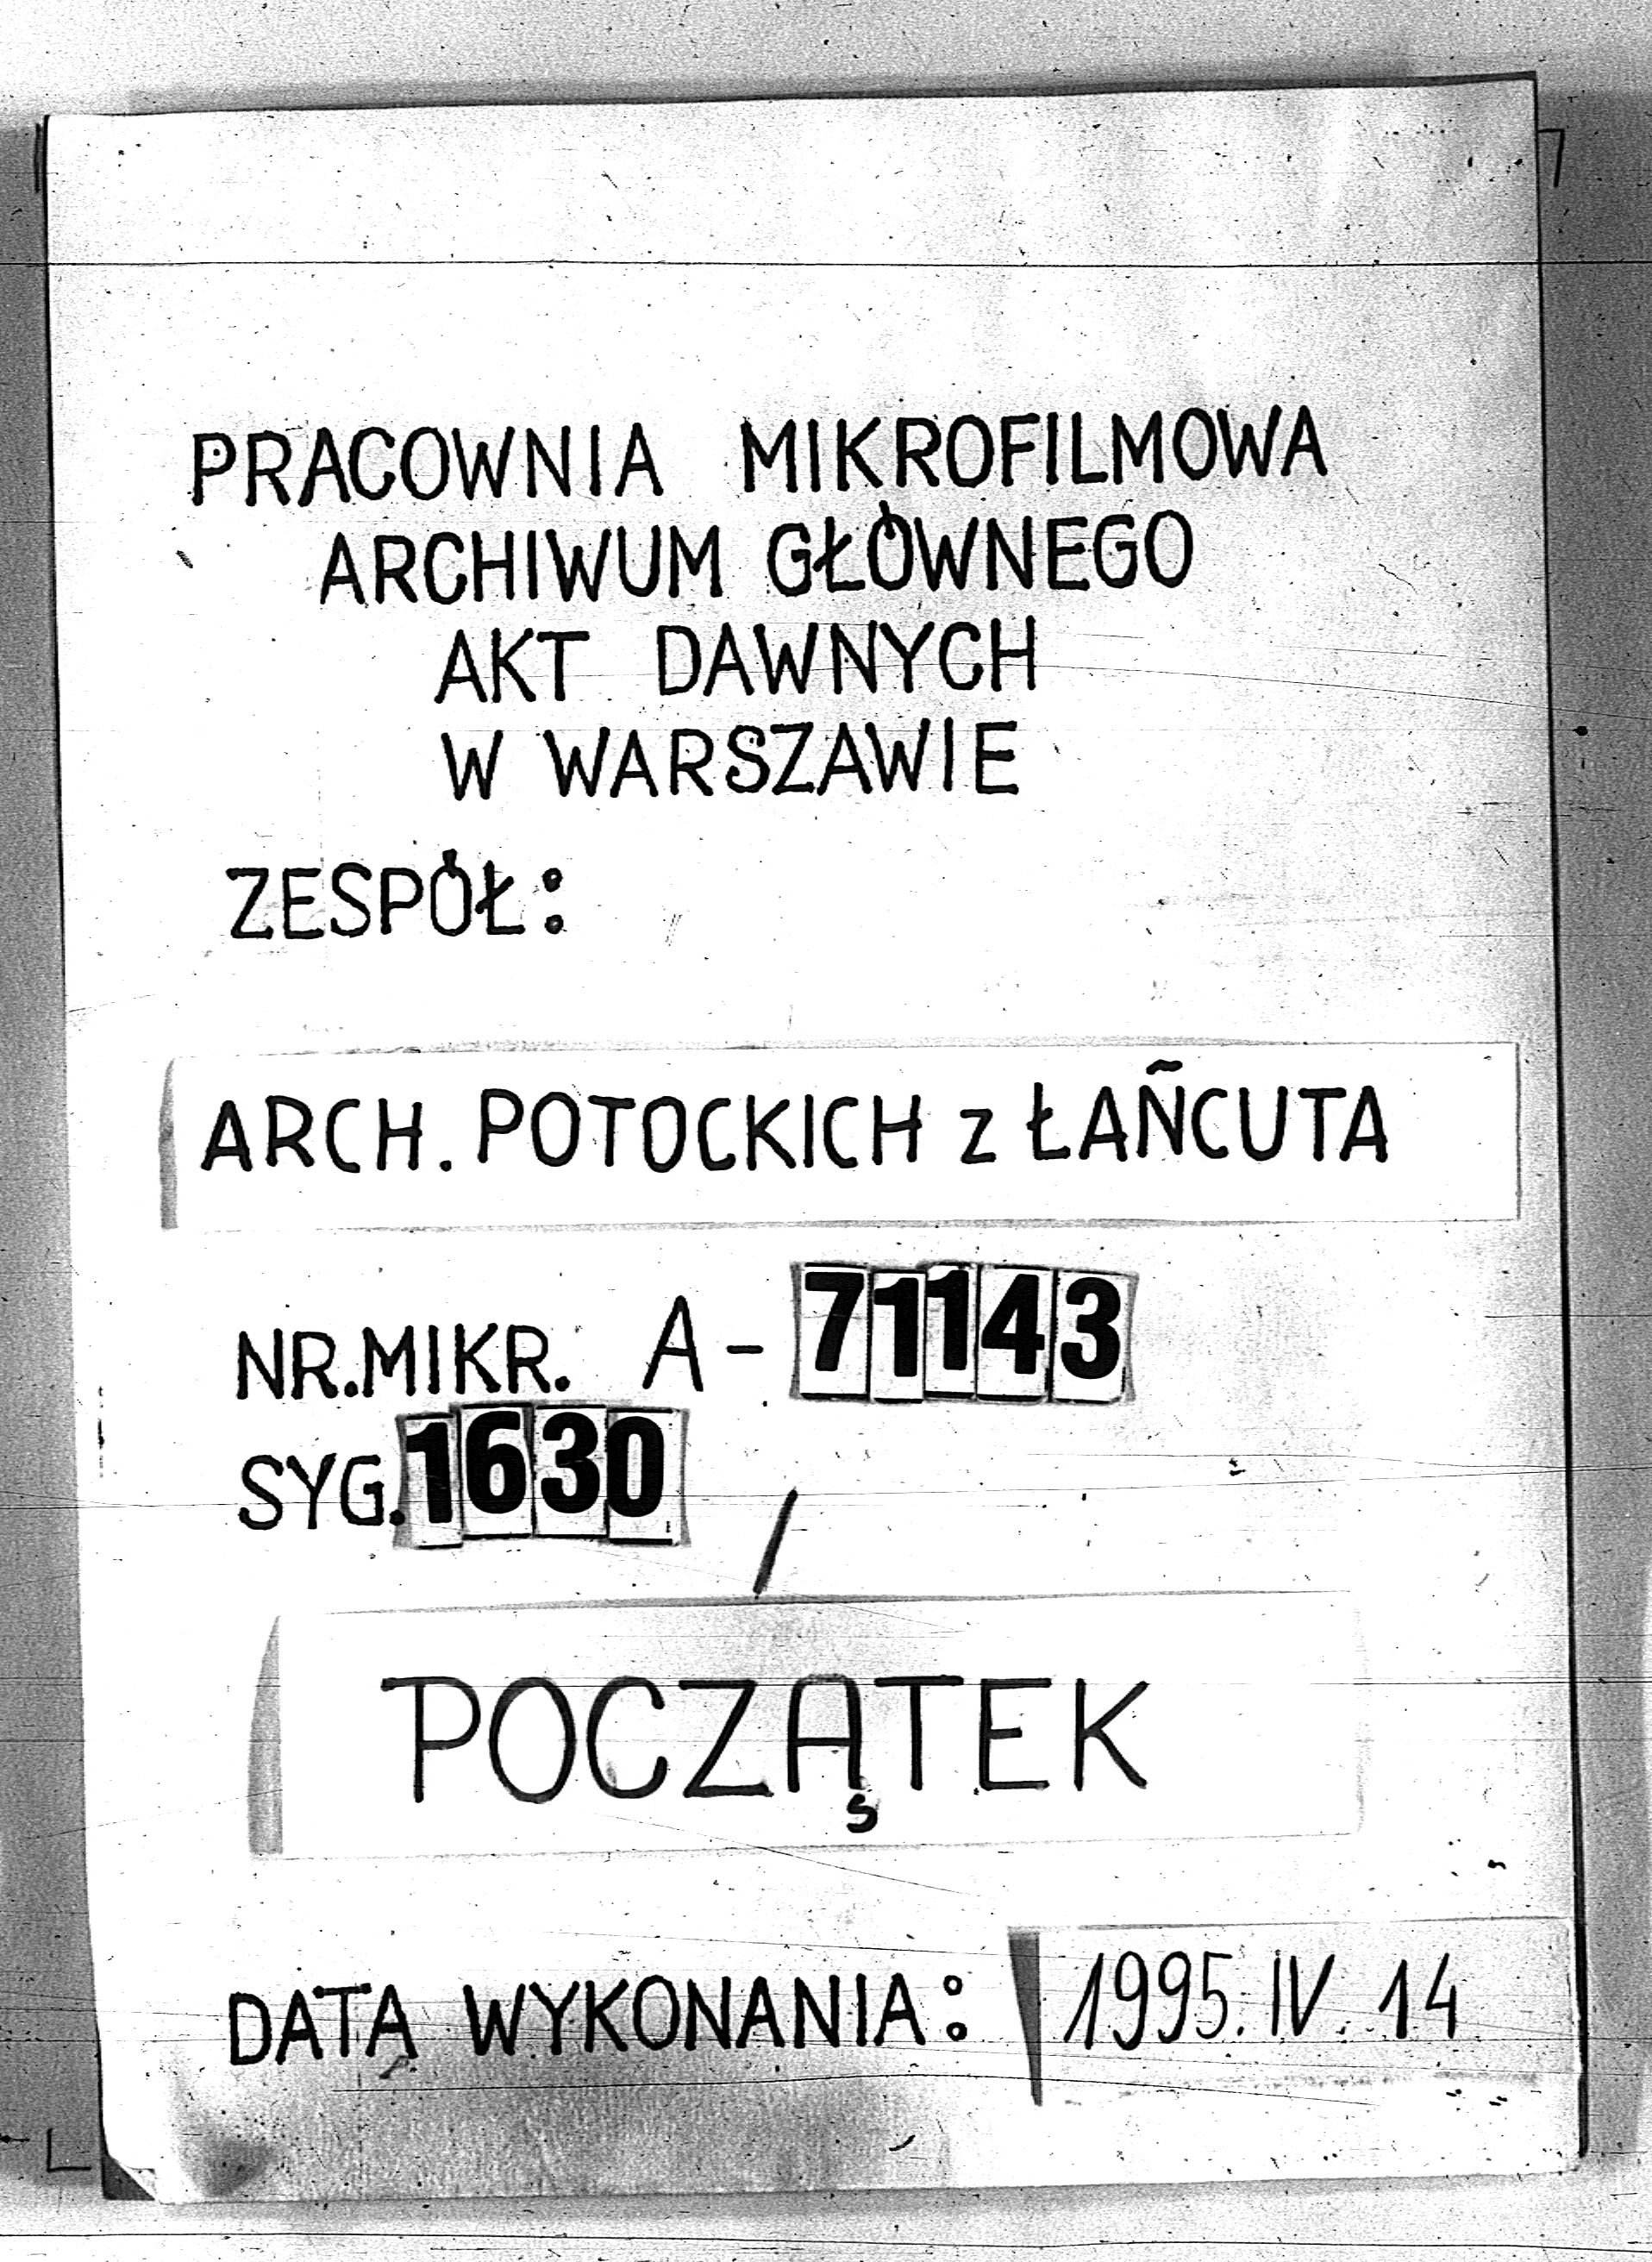 PRACOWNIA MIKROFILMOWA
ARCHIWUM GŁÓWNEGO
AKT DAWNYCH
W WARSZAWIE
ZESPÓŁ:
ARCH. POTOCKICH z ŁAŃCUTA
NR.MIKR. A-71143
SYG.1630 /
POCZĄTEK
DATA WYKONANIA: 1995.IV.14